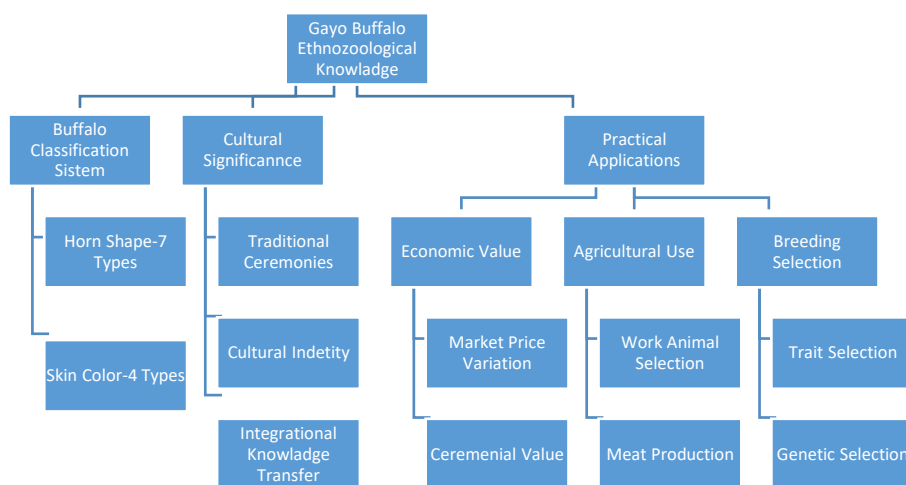 Gayo Buffalo
Ethnozoological
Knowladge
Buffalo
Classification
Sistem
Cultural
Significannce
Practical
Applications
Horn Shape-7
Types
Traditional
Ceremonies
Economic Value
Agricultural Use
Breeding
Selection
Skin Color-4 Types
Cultural Indetity
Market Price
Variation
Work Animal
Selection
Trait Selection
Integrational
Knowladge
Transfer
Ceremenial Value
Meat Production
Genetic Selection